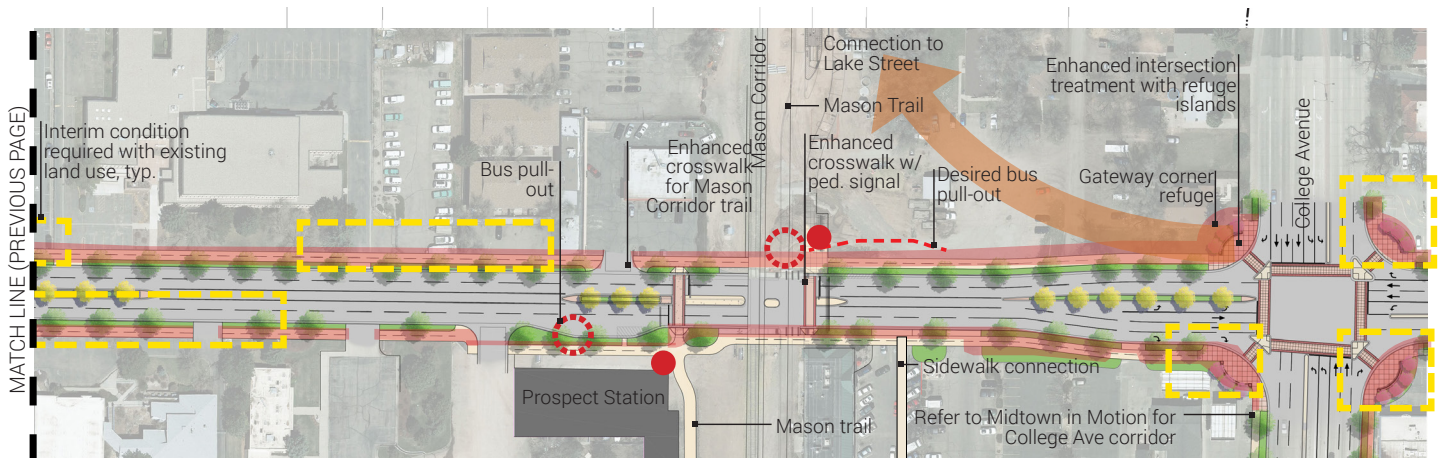 MATCH LINE (PREVIOUS PAGE)
Interim condition
required with existing
land use, typ.
Bus pull-
out
Enhanced
crosswalk
for Mason
Corridor trail
Mason Corridor
Connection to
Lake Street
Mason Trail
Enhanced
crosswalk w/
ped. signal
Desired bus
pull-out
Enhanced intersection
treatment with refuge
islands
Gateway corner
refuge
College Avenue
Prospect Station
Mason trail
Sidewalk connection
Refer to Midtown in Motion for
College Ave corridor